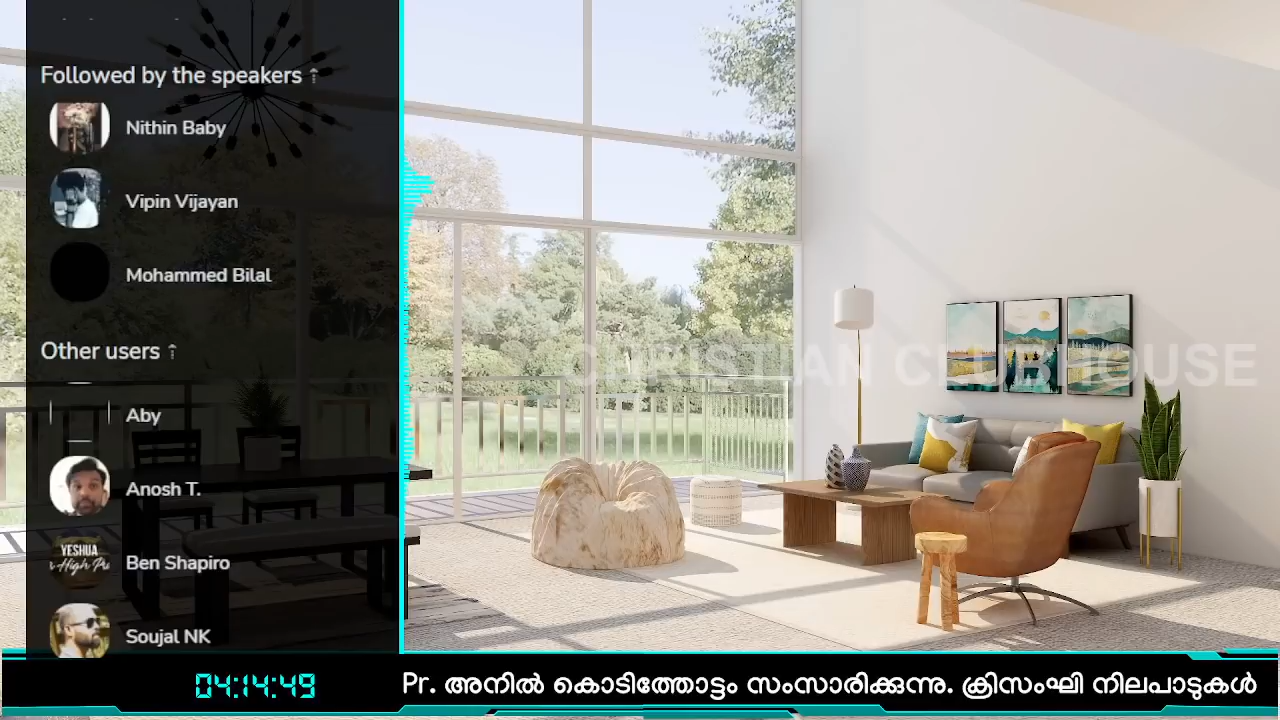 Followed by the speakers ↑
Nithin Baby
Vipin Vijayan
Mohammed Bilal
Other users ↑
Aby
Anosh T.
YESHUA
Ben Shapiro
Soujal NK
CHRISTIAN CLUBHOUSE
04:14:49
Pr. അനിൽ കൊടിത്തോട്ടം സംസാരിക്കുന്നു. ക്രിസംഘി നിലപാടുകൾ